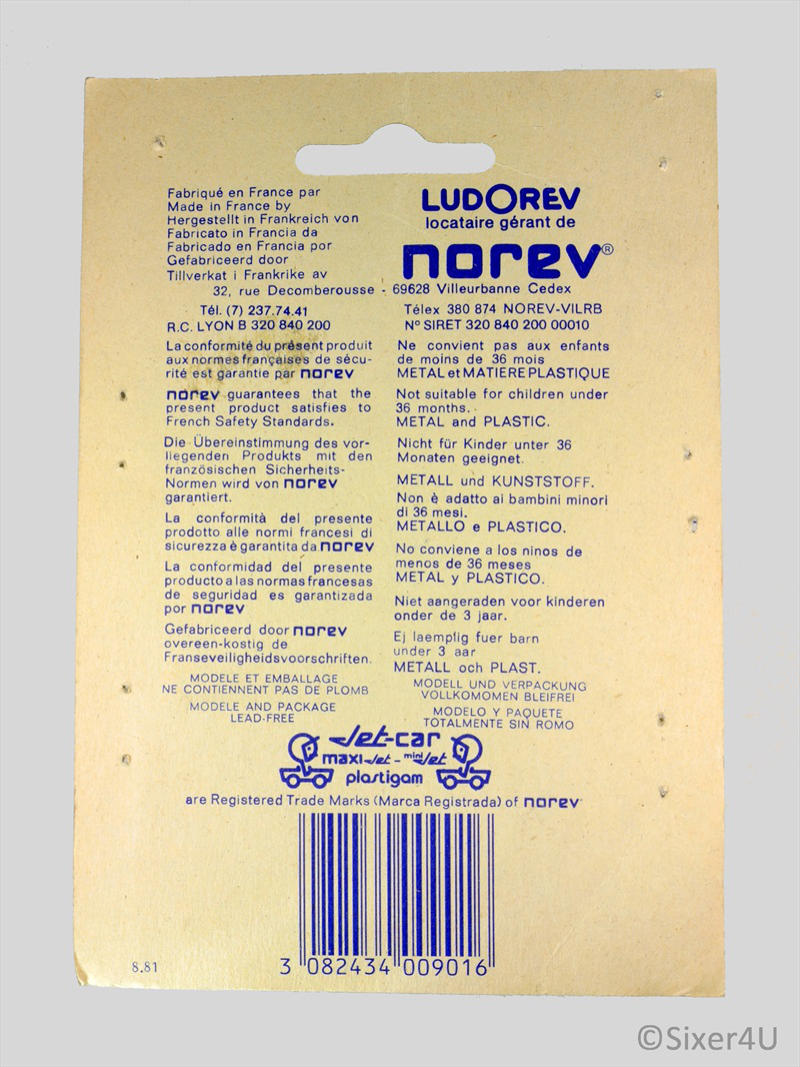 Fabriqué en France par
Made in France by
Hergestellt in Frankreich von
Fabricato in Francia da
Fabricado en Francia por
Gefabriceerd door
Tillverkat i Frankrike av
LUDOREV
locataire gérant de
norev®
32, rue Decomberousse - 69628 Villeurbanne Cedex
Tél. (7) 237.74.41
R.C. LYON B 320 840 200
Télex 380 874 NOREV-VILRB
N° SIRET 320 840 200 00010
La conformité du présent produit
aux normes françaises de sécu-
rité est garantie par norev
norev guarantees that the
present product satisfies to
French Safety Standards.
Die Übereinstimmung des vor-
liegenden Produkts mit den
französischen Sicherheits-
Normen wird von norev
garantiert.
La conformità del presente
prodotto alle normi francesi di
sicurezza è garantita da norev
La conformidad del presente
producto a las normas francesas
de seguridad es garantizada
por norev
Gefabriceerd door norev
overeen-kostig de
Franseveiligheidsvoorschriften.
MODELE ET EMBALLAGE
NE CONTIENNENT PAS DE PLOMB
MODELE AND PACKAGE
LEAD-FREE
Ne convient pas aux enfants
de moins de 36 mois
METAL et MATIERE PLASTIQUE
Not suitable for children under
36 months.
METAL and PLASTIC.
Nicht für Kinder unter 36
Monaten geeignet.
METALL und KUNSTSTOFF.
Non è adatto ai bambini minori
di 36 mesi.
METALLO e PLASTICO.
No conviene a los ninos de
menos de 36 meses
METAL y PLASTICO.
Niet aangeraden voor kinderen
onder de 3 jaar.
Ej laemplig fuer barn
under 3 aar
METALL och PLAST.
MODELL UND VERPACKUNG
VOLLKOMOMEN BLEIFREI
MODELO Y PAQUETE
TOTALMENTE SIN ROMO
Jet-car
maxi Jet - mini Jet
plastigam
are Registered Trade Marks (Marca Registrada) of norev
8.81
3 082434 009016
©Sixer4U